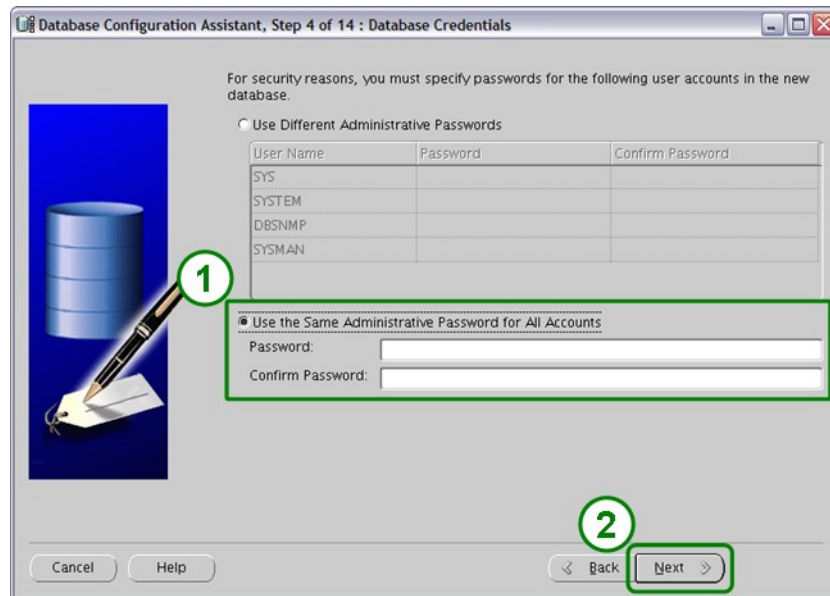 Database Configuration Assistant, Step 4 of 14 : Database Credentials
For security reasons, you must specify passwords for the following user accounts in the new
database.
Use Different Administrative Passwords
User Name Password Confirm Password
SYS
SYSTEM
DBSNMP
SYSMAN
1
Use the Same Administrative Password for All Accounts
Password:
Confirm Password:
2
Cancel Help Back Next